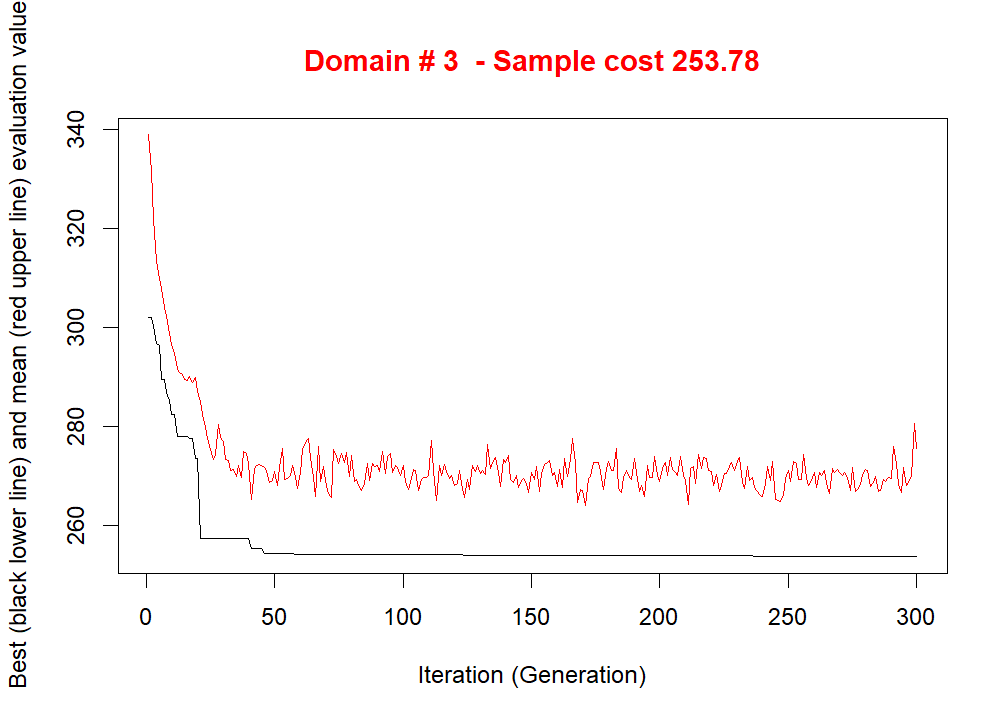 Domain # 3  - Sample cost 253.78
Best (black lower line) and mean (red upper line) evaluation value
340
320
300
280
260
0 50 100 150 200 250 300
Iteration (Generation)